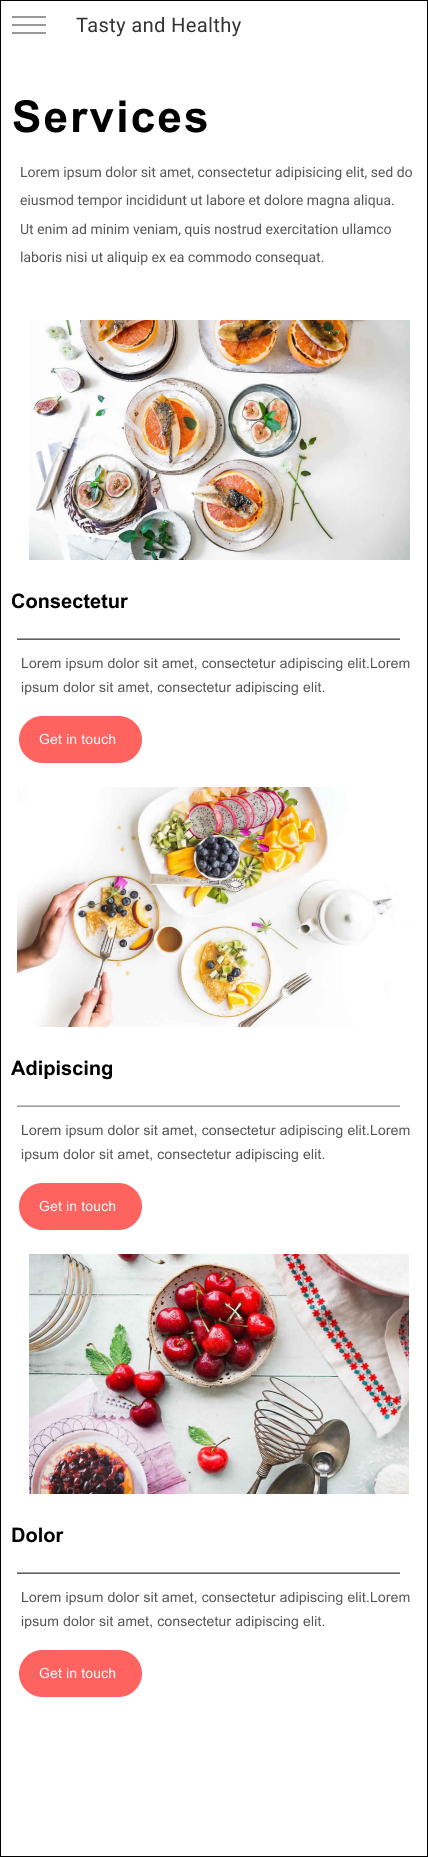 Tasty and Healthy
Services
Lorem ipsum dolor sit amet, consectetur adipisicing elit, sed do
eiusmod tempor incididunt ut labore et dolore magna aliqua.
Ut enim ad minim veniam, quis nostrud exercitation ullamco
laboris nisi ut aliquip ex ea commodo consequat.
Consectetur
Lorem ipsum dolor sit amet, consectetur adipiscing elit.Lorem
ipsum dolor sit amet, consectetur adipiscing elit.
Get in touch
Adipiscing
Lorem ipsum dolor sit amet, consectetur adipiscing elit.Lorem
ipsum dolor sit amet, consectetur adipiscing elit.
Get in touch
Dolor
Lorem ipsum dolor sit amet, consectetur adipiscing elit.Lorem
ipsum dolor sit amet, consectetur adipiscing elit.
Get in touch